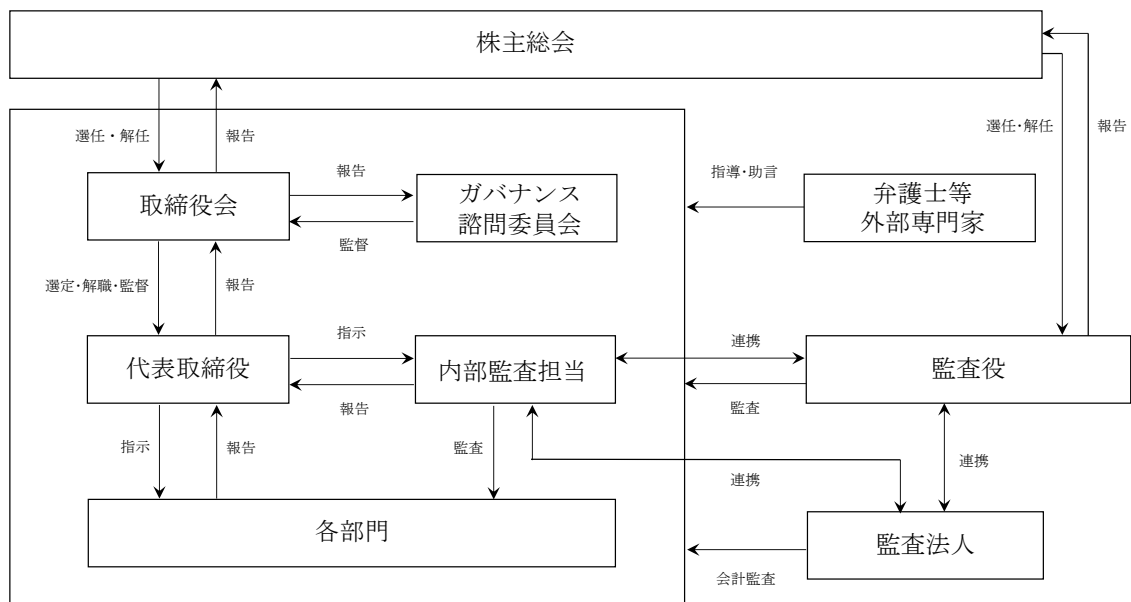 株主総会
選任・解任
報告
選任・解任
報告
取締役会
報告
監督
ガバナンス
諮問委員会
指導・助言
弁護士等
外部専門家
選定・解職・監督
報告
代表取締役
指示
報告
内部監査担当
連携
監査
監査役
指示
報告
監査
連携
連携
各部門
監査法人
会計監査